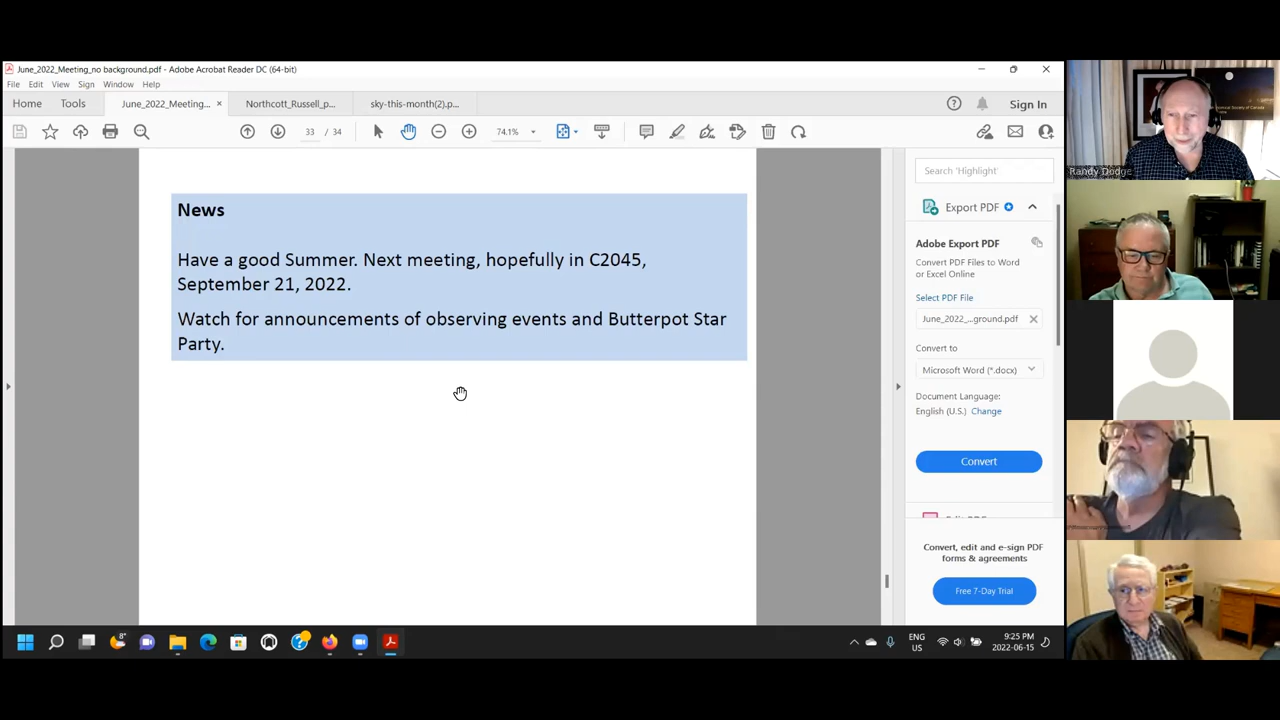 June_2022_Meeting_no background.pdf - Adobe Acrobat Reader DC (64-bit)
File Edit View Sign Window Help
Home Tools June_2022_Meeting... × Northcott_Russell_p... sky-this-month(2).p... Sign In
33 / 34 74.1%
News
Have a good Summer. Next meeting, hopefully in C2045,
September 21, 2022.
Watch for announcements of observing events and Butterpot Star
Party.
Search 'Highlight'
Export PDF
Adobe Export PDF
Convert PDF Files to Word
or Excel Online
Select PDF File
June_2022_...ground.pdf
Convert to
Microsoft Word (*.docx)
Document Language:
English (U.S.) Change
Convert
Convert, edit and e-sign PDF
forms & agreements
Free 7-Day Trial
Randy Dodge
8°
ENG
US
9:25 PM
2022-06-15